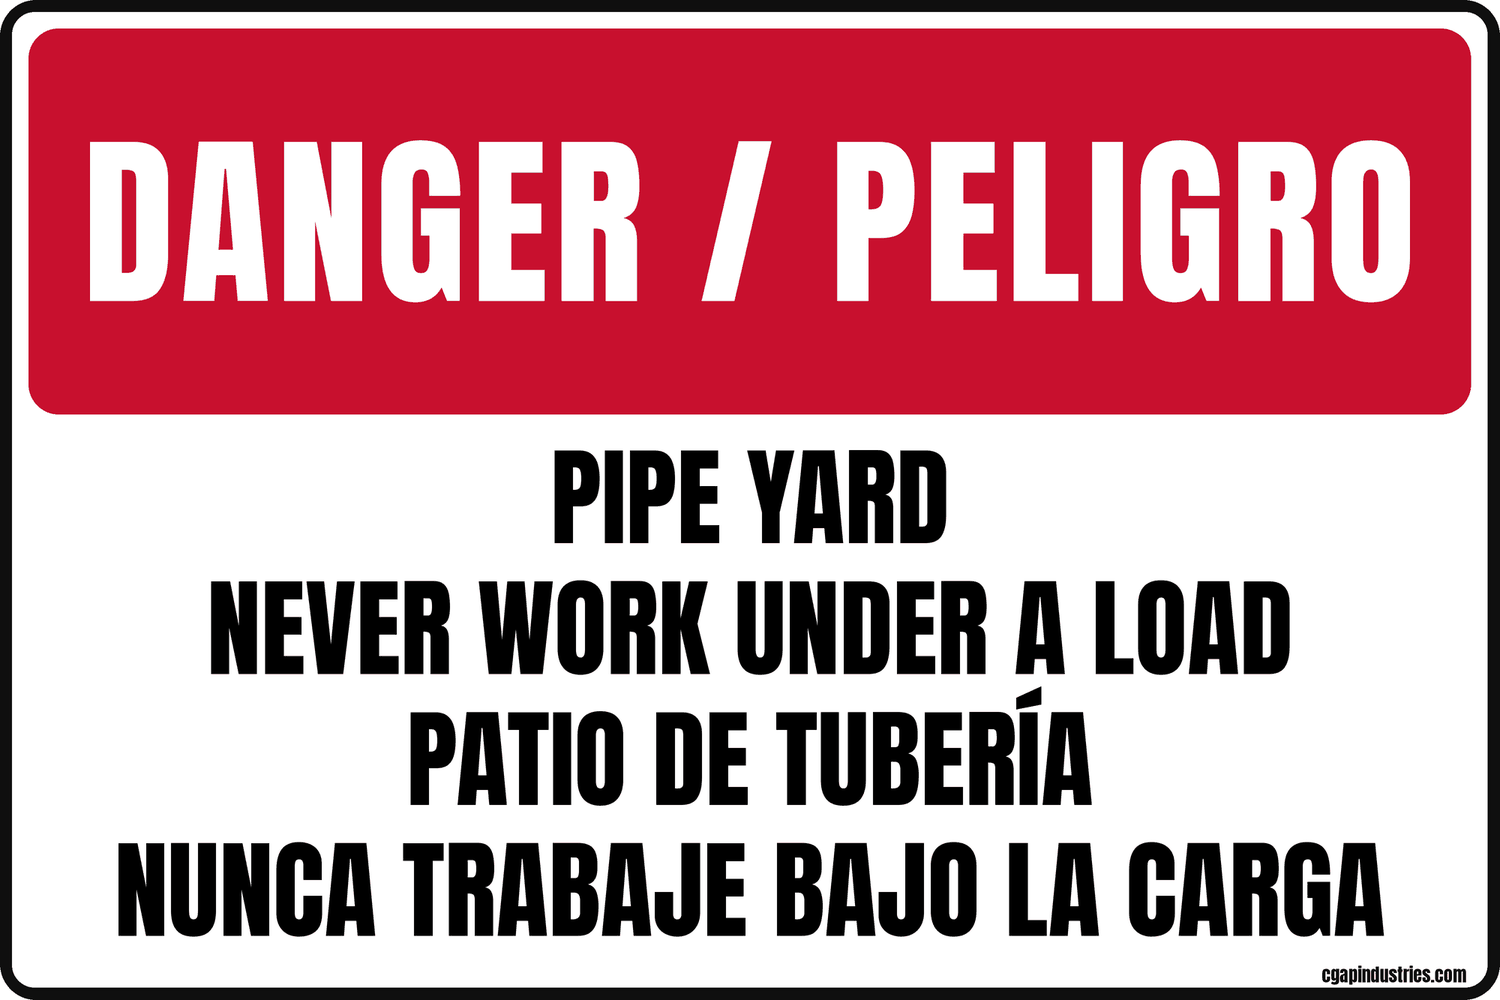 DANGER / PELIGRO
PIPE YARD
NEVER WORK UNDER A LOAD
PATIO DE TUBERÍA
NUNCA TRABAJE BAJO LA CARGA
cgapindustries.com